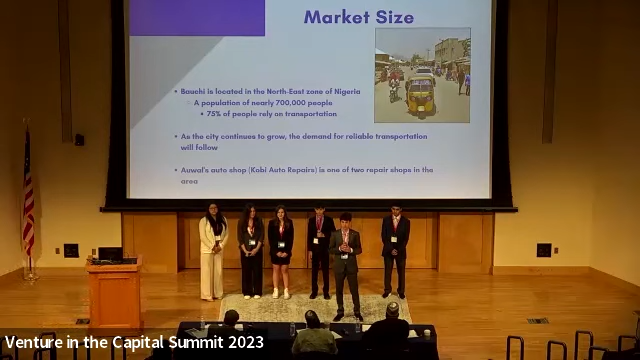 Market Size
Bauchi is located in the North-East zone of Nigeria
A population of nearly 700,000 people
75% of people rely on transportation
As the city continues to grow, the demand for reliable transportation
will follow
Auwal's auto shop (Kobi Auto Repairs) is one of two repair shops in the
area
Venture in the Capital Summit 2023